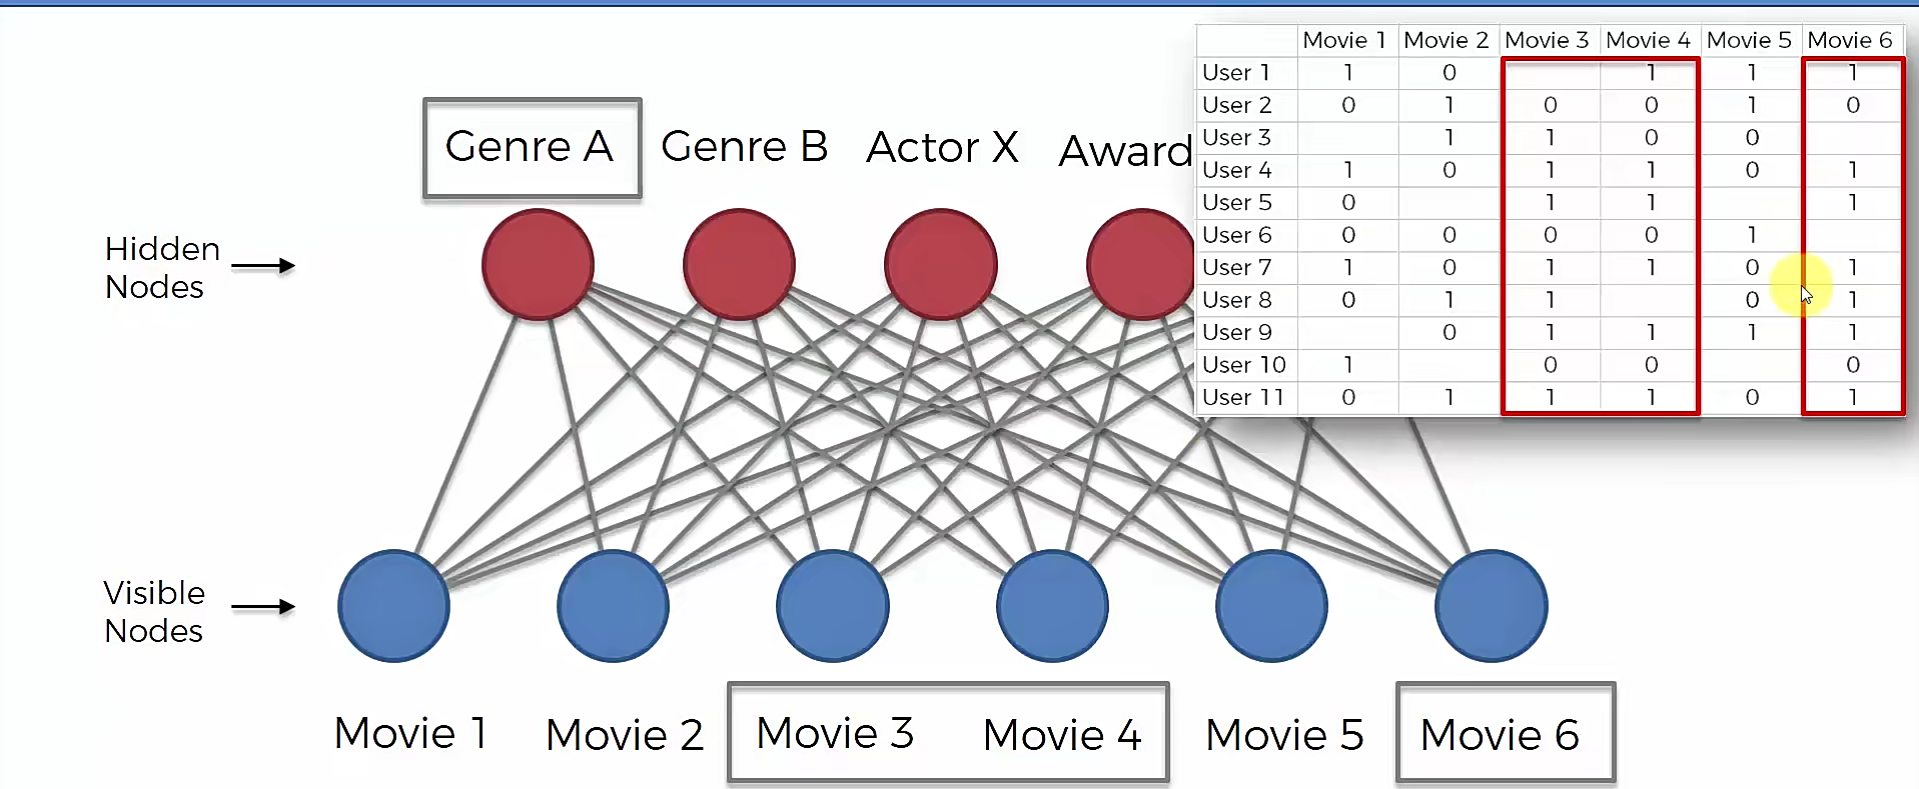 Movie 1 Movie 2 Movie 3 Movie 4 Movie 5 Movie 6
User 1 1 0 1 1 1
User 2 0 1 0 0 1 0
User 3 1 1 0 0
User 4 1 0 1 1 0 1
User 5 0 1 1 1
User 6 0 0 0 0 1
User 7 1 0 1 1 0 1
User 8 0 1 1 0 1
User 9 0 1 1 1 1
User 10 1 0 0 0
User 11 0 1 1 1 0 1
Genre A Genre B Actor X Award
Hidden
Nodes
Visible
Nodes
Movie 1 Movie 2 Movie 3 Movie 4 Movie 5 Movie 6